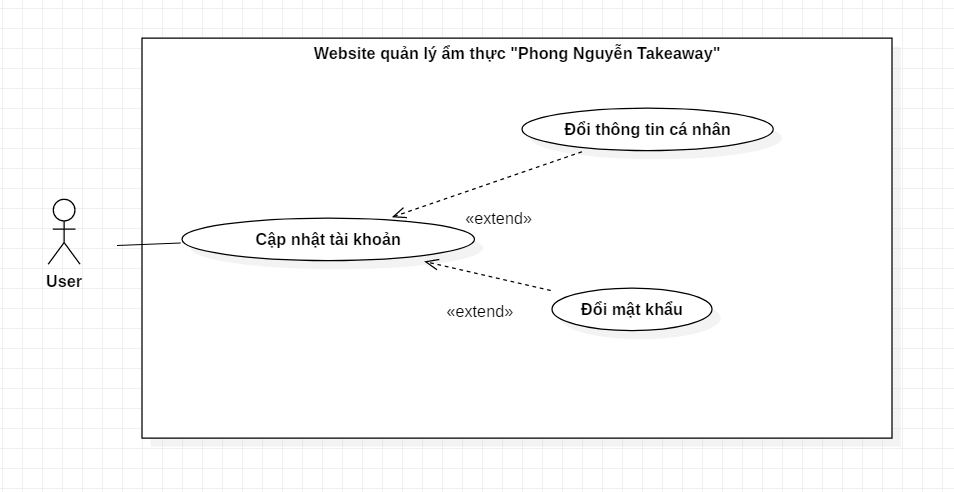 Website quản lý ẩm thực "Phong Nguyễn Takeaway"
Đổi thông tin cá nhân
«extend»
Cập nhật tài khoản
User
«extend»
Đổi mật khẩu